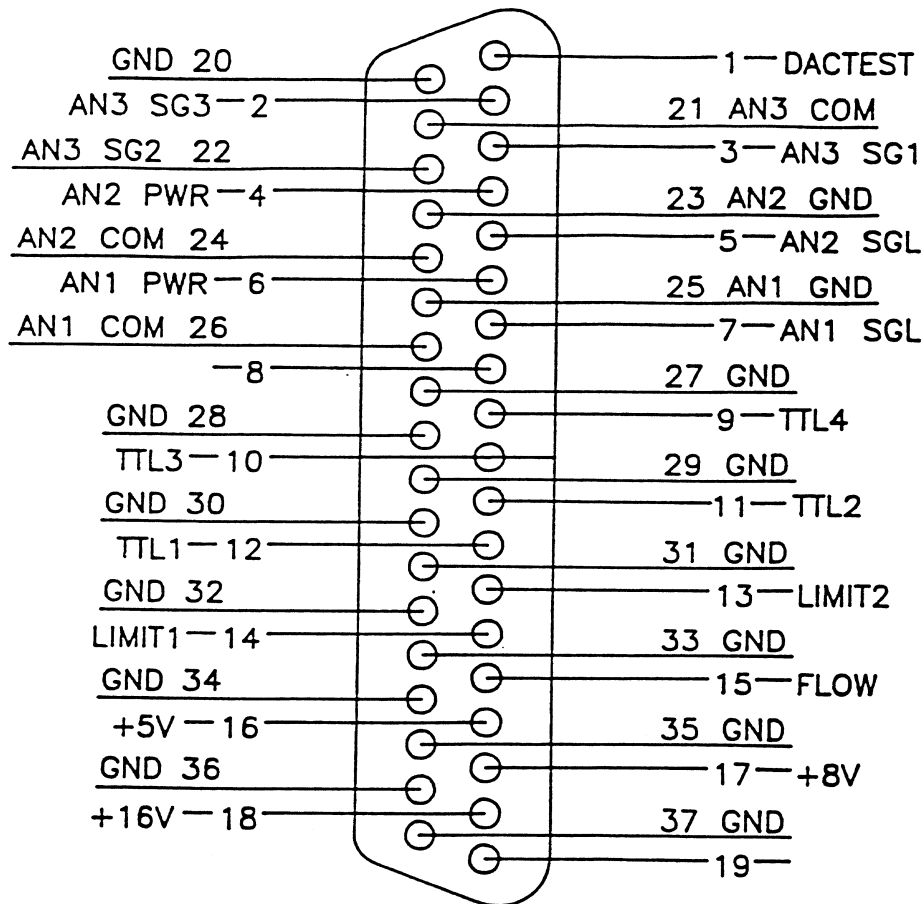 1 DACTEST
GND 20
AN3 SG3 2
21 AN3 COM
AN3 SG2 22
3 AN3 SG1
AN2 PWR 4
23 AN2 GND
AN2 COM 24
5 AN2 SGL
AN1 PWR 6
25 AN1 GND
AN1 COM 26
7 AN1 SGL
8
27 GND
GND 28
9 TTL4
TTL3 10
29 GND
GND 30
11 TTL2
TTL1 12
31 GND
GND 32
13 LIMIT2
LIMIT1 14
33 GND
GND 34
15 FLOW
+5V 16
35 GND
GND 36
17 +8V
+16V 18
37 GND
19